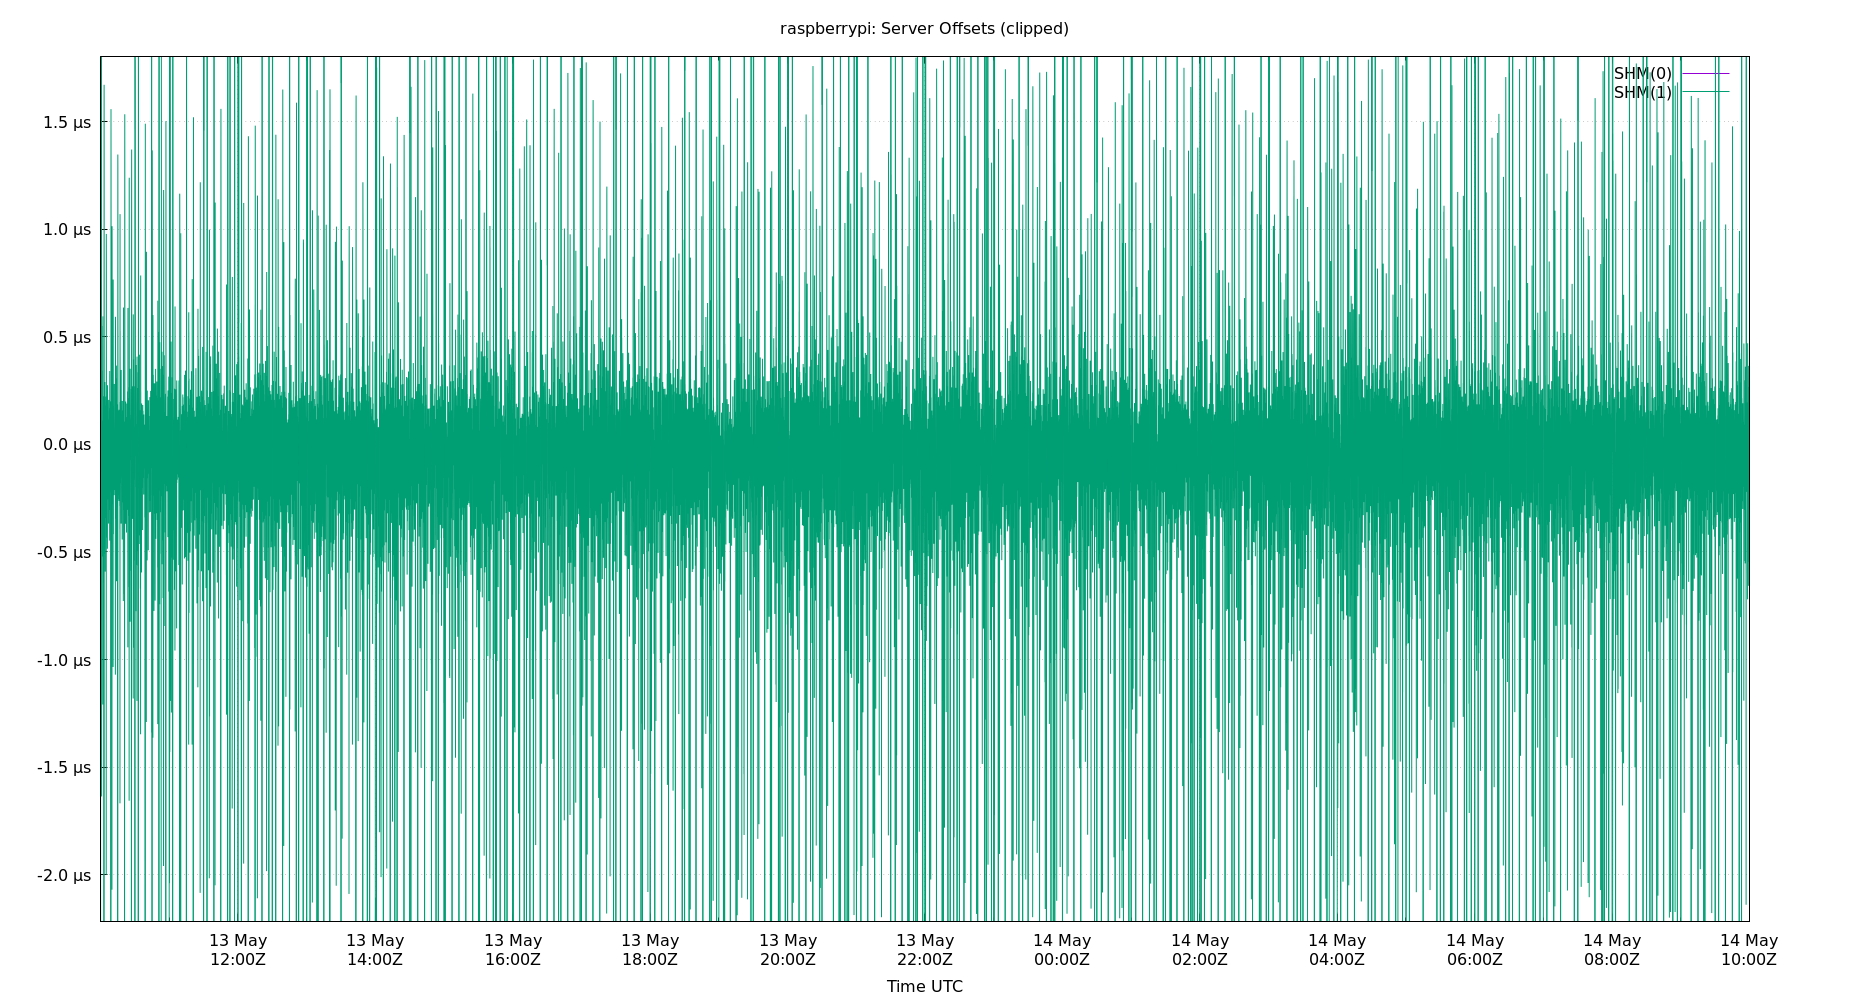 raspberrypi: Server Offsets (clipped)
SHM(0)
SHM(1)
1.5 µs
1.0 µs
0.5 µs
0.0 µs
-0.5 µs
-1.0 µs
-1.5 µs
-2.0 µs
13 May 13 May 13 May 13 May 13 May 13 May 14 May 14 May 14 May 14 May 14 May 14 May
12:00Z 14:00Z 16:00Z 18:00Z 20:00Z 22:00Z 00:00Z 02:00Z 04:00Z 06:00Z 08:00Z 10:00Z
Time UTC